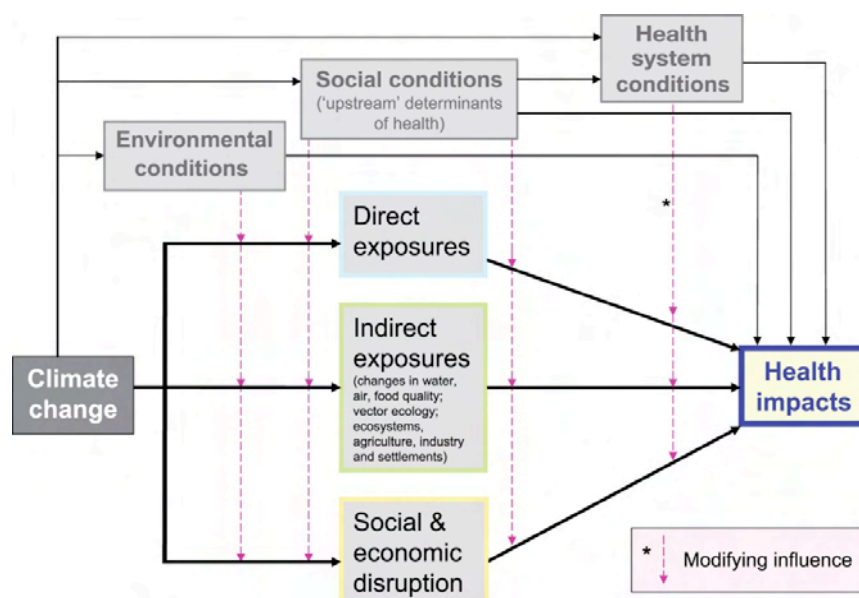 Health
system
conditions
Social conditions
(‘upstream’ determinants
of health)
Environmental
conditions
Direct
exposures
Indirect
exposures
(changes in water,
air, food quality;
vector ecology;
ecosystems,
agriculture, industry
and settlements)
Climate
change
Health
impacts
Social &
economic
disruption
*
* Modifying influence